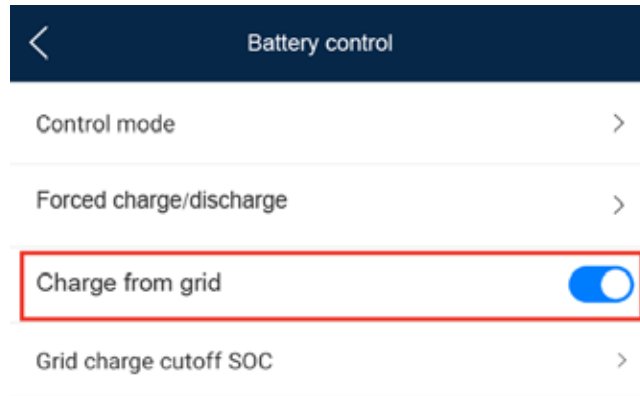 Battery control
Control mode
Forced charge/discharge
Charge from grid
Grid charge cutoff SOC